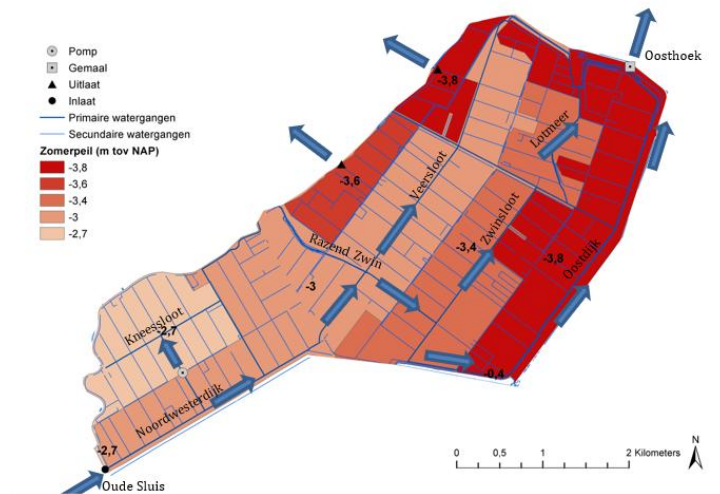 Pomp
Gemaal
Uitlaat
Inlaat
Primaire watergangen
Secundaire watergangen
Zomerpeil (m tov NAP)
-3,8
-3,6
-3,4
-3
-2,7
Oosthoek
-3,8
Lotmeer
-3,6
Veersloot
Zwinsloot
Razend Zwin
-3,4
-3,8
Oostdijk
-3
Kneessloot
-2,7
-0,4
Noordwesterdijk
-2,7
Oude Sluis
0 0,5 1 2 Kilometers
N